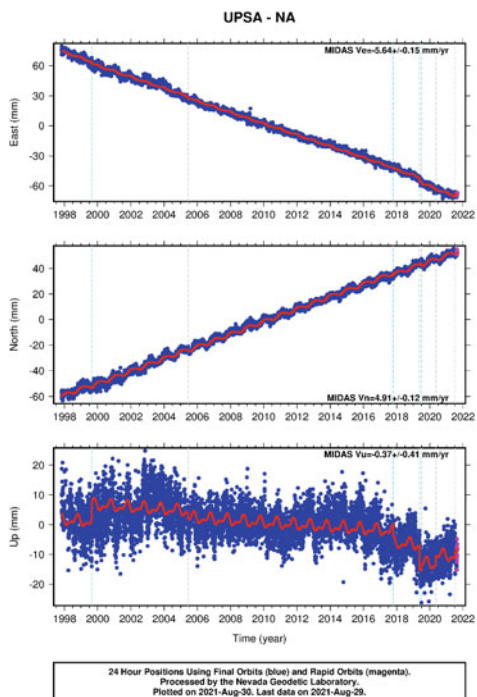 UPSA - NA
MIDAS Ve=-5.64+/-0.15 mm/yr
East (mm)
60
30
0
-30
-60
1998 2000 2002 2004 2006 2008 2010 2012 2014 2016 2018 2020 2022
North (mm)
40
20
0
-20
-40
-60
MIDAS Vn=4.91+/-0.12 mm/yr
1998 2000 2002 2004 2006 2008 2010 2012 2014 2016 2018 2020 2022
MIDAS Vu=-0.37+/-0.41 mm/yr
Up (mm)
20
10
0
-10
-20
1998 2000 2002 2004 2006 2008 2010 2012 2014 2016 2018 2020 2022
Time (year)
24 Hour Positions Using Final Orbits (blue) and Rapid Orbits (magenta).
Processed by the Nevada Geodetic Laboratory.
Plotted on 2021-Aug-30. Last data on 2021-Aug-29.